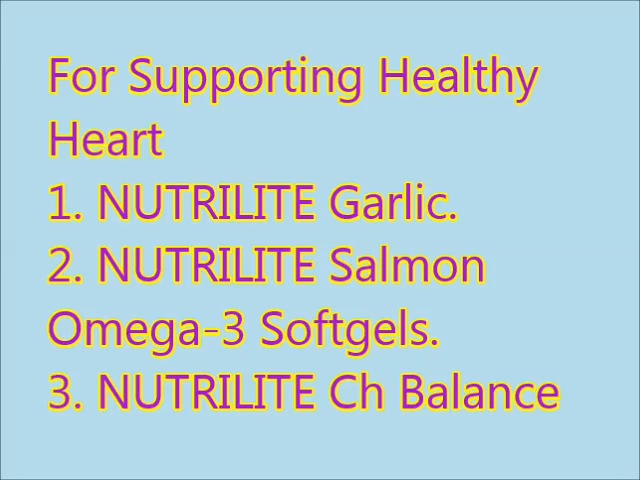 For Supporting Healthy
Heart
1. NUTRILITE Garlic.
2. NUTRILITE Salmon
Omega-3 Softgels.
3. NUTRILITE Ch Balance